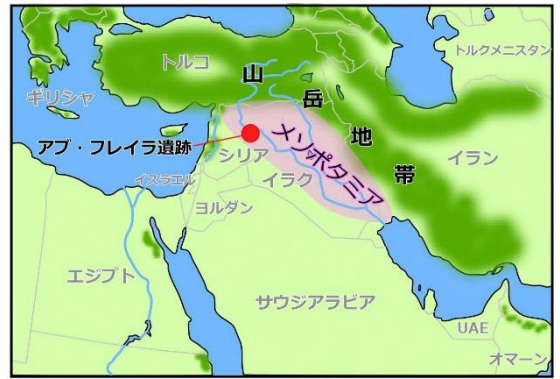 トルクメニスタン
トルコ
山岳地帯
ギリシャ
アブ・フレイラ遺跡
シリア
メソポタミア
イラン
イスラエル
イラク
ヨルダン
エジプト
サウジアラビア
UAE
オマーン